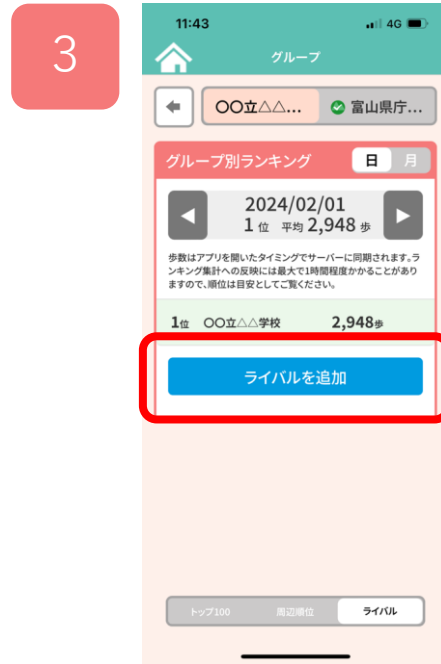 3
11:43
4G
グループ
〇〇立△△...
富山県庁...
グループ別ランキング
日 月
2024/02/01
1 位 平均 2,948 歩
歩数はアプリを開いたタイミングでサーバーに同期されます。ラ
ンキング集計への反映には最大で1時間程度かかることがあり
ますので、順位は目安としてご覧ください。
1位 〇〇立△△学校 2,948歩
ライバルを追加
トップ100 周辺順位 ライバル